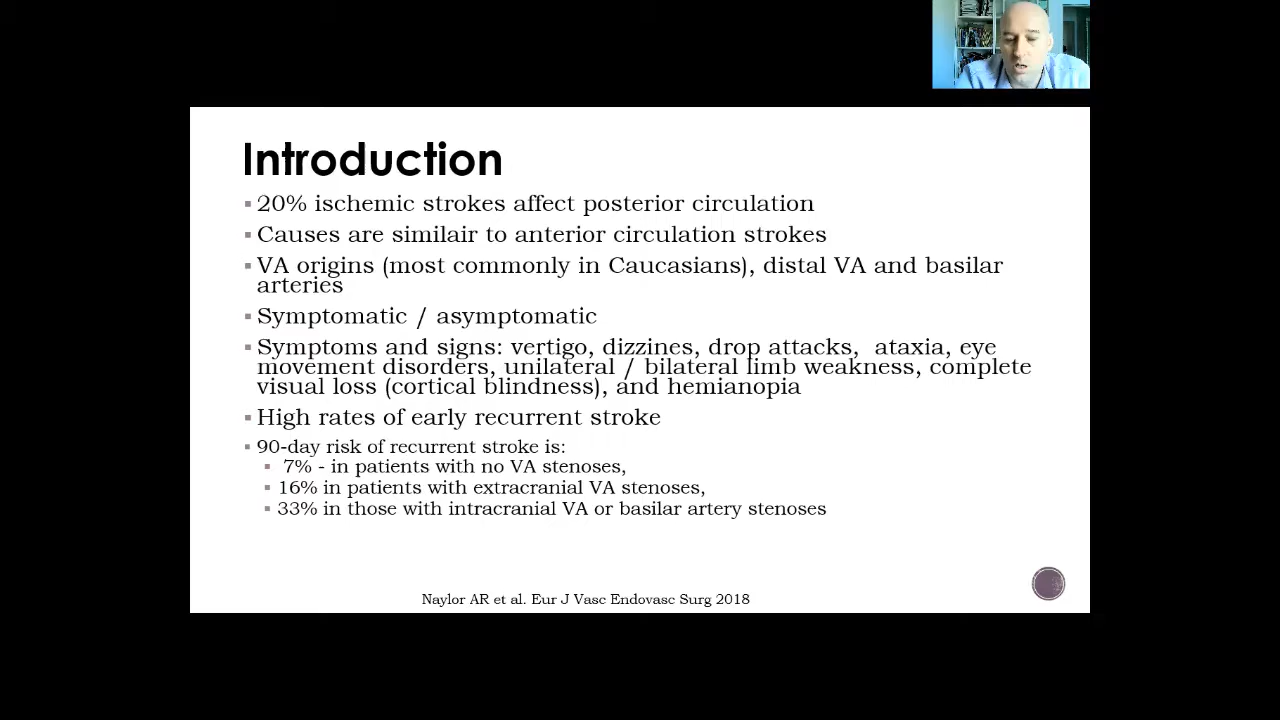 Introduction
20% ischemic strokes affect posterior circulation
Causes are similair to anterior circulation strokes
VA origins (most commonly in Caucasians), distal VA and basilar
arteries
Symptomatic / asymptomatic
Symptoms and signs: vertigo, dizzines, drop attacks,  ataxia, eye
movement disorders, unilateral / bilateral limb weakness, complete
visual loss (cortical blindness), and hemianopia
High rates of early recurrent stroke
90-day risk of recurrent stroke is:
7% - in patients with no VA stenoses,
16% in patients with extracranial VA stenoses,
33% in those with intracranial VA or basilar artery stenoses
Naylor AR et al. Eur J Vasc Endovasc Surg 2018